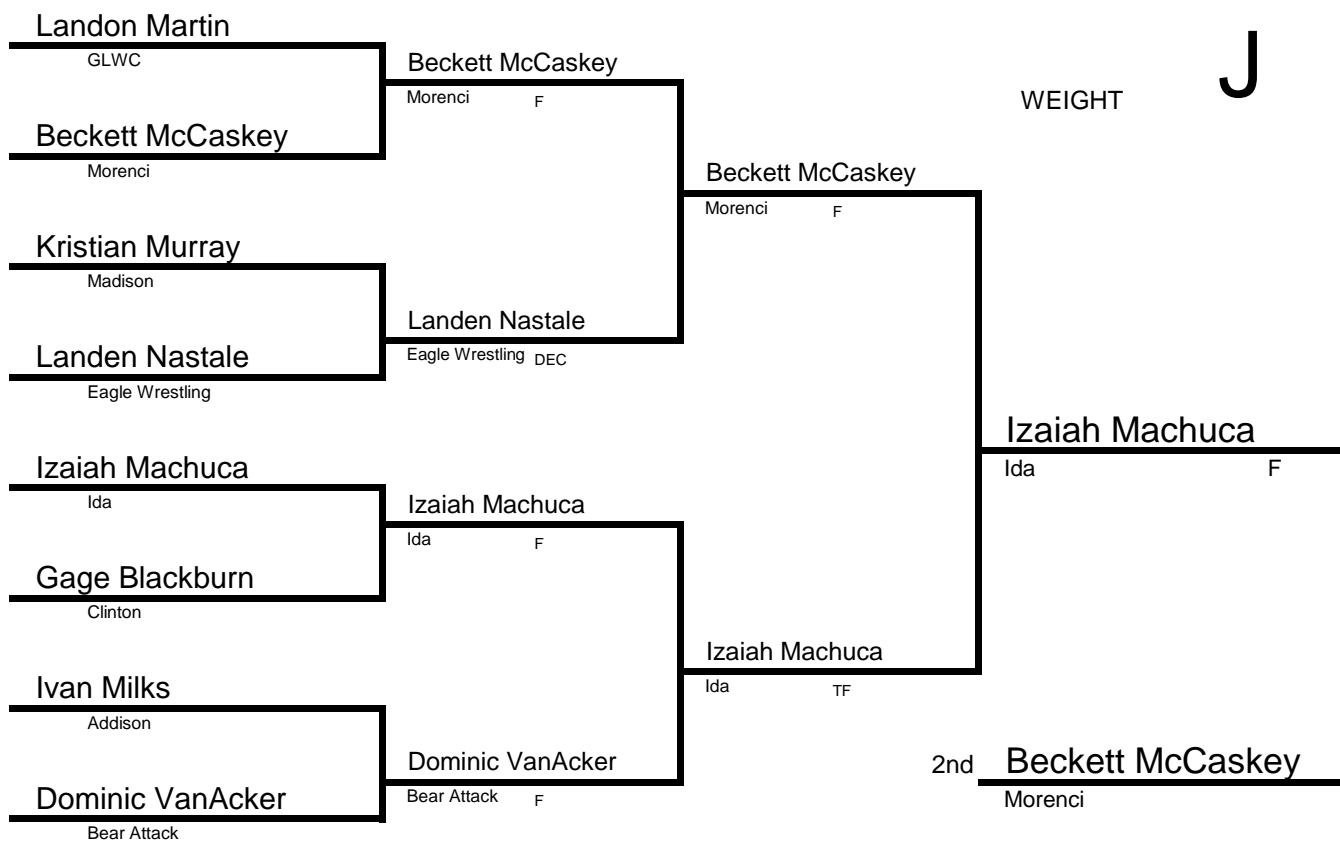 Landon Martin
GLWC
Beckett McCaskey
Morenci F
J
WEIGHT
Beckett McCaskey
Morenci
Beckett McCaskey
Morenci F
Kristian Murray
Madison
Landen Nastale
Eagle Wrestling DEC
Landen Nastale
Eagle Wrestling
Izaiah Machuca
Ida F
Izaiah Machuca
Ida
Izaiah Machuca
Ida F
Gage Blackburn
Clinton
Izaiah Machuca
Ida TF
Ivan Milks
Addison
Dominic VanAcker
Bear Attack F
2nd Beckett McCaskey
Morenci
Dominic VanAcker
Bear Attack